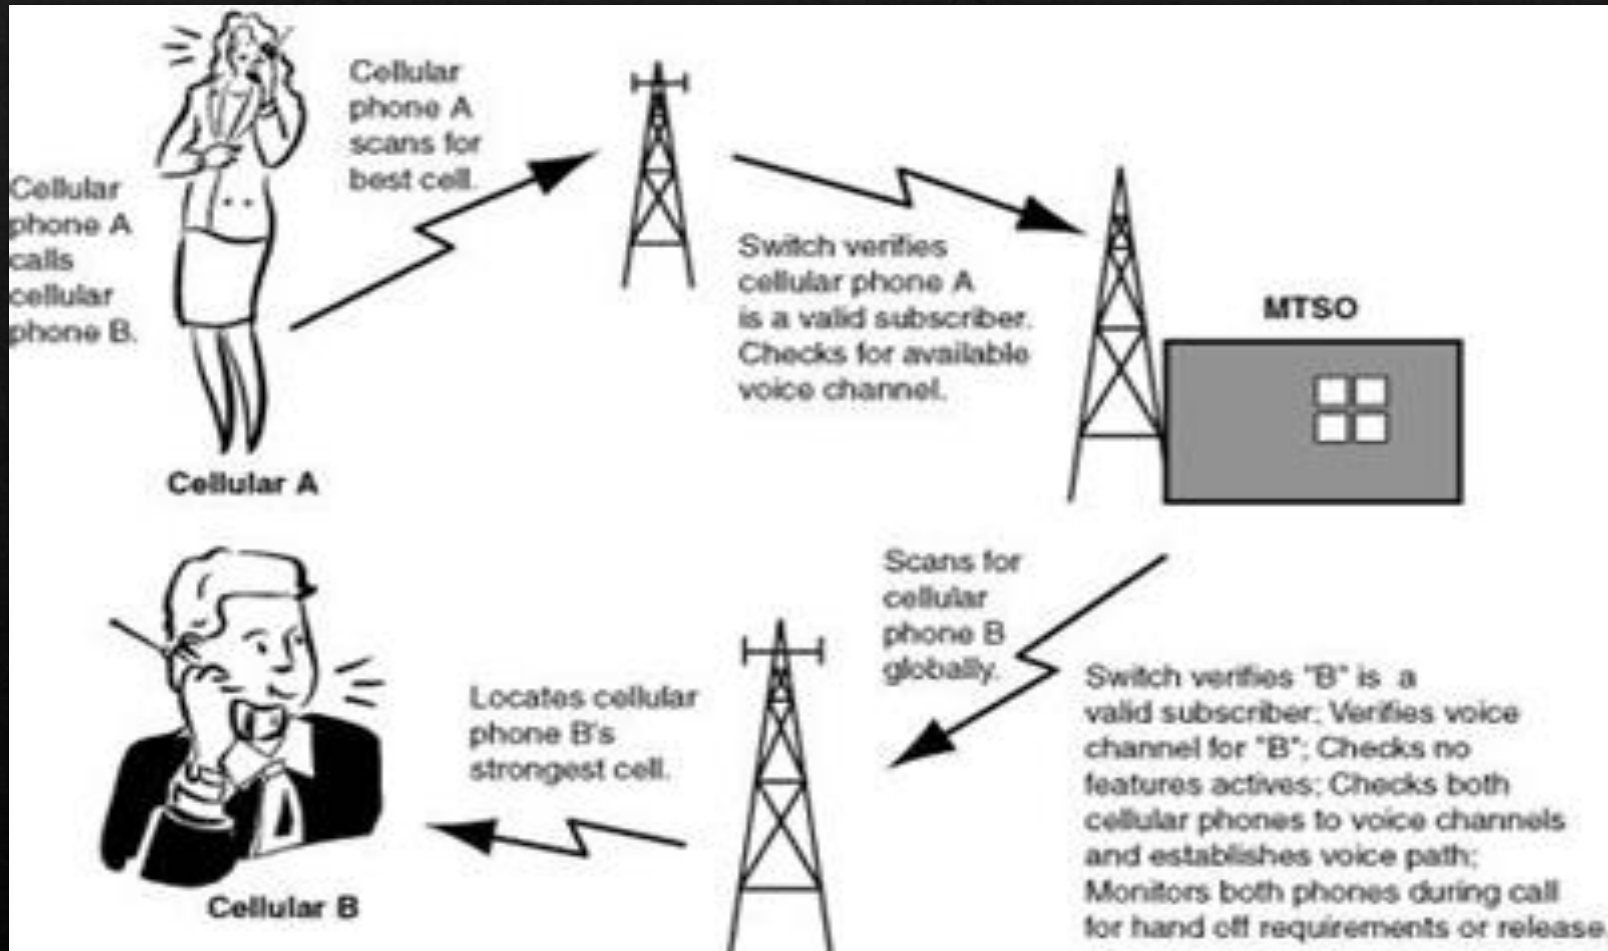 Cellular
phone A
calls
cellular
phone B.
Cellular
phone A
scans for
best cell.
Switch verifies
cellular phone A
is a valid subscriber.
Checks for available
voice channel.
MTSO
Cellular A
Scans for
cellular
phone B
globally.
Switch verifies "B" is a
valid subscriber; Verifies voice
channel for "B"; Checks no
features actives; Checks both
cellular phones to voice channels
and establishes voice path;
Monitors both phones during call
for hand off requirements or release.
Locates cellular
phone B's
strongest cell.
Cellular B